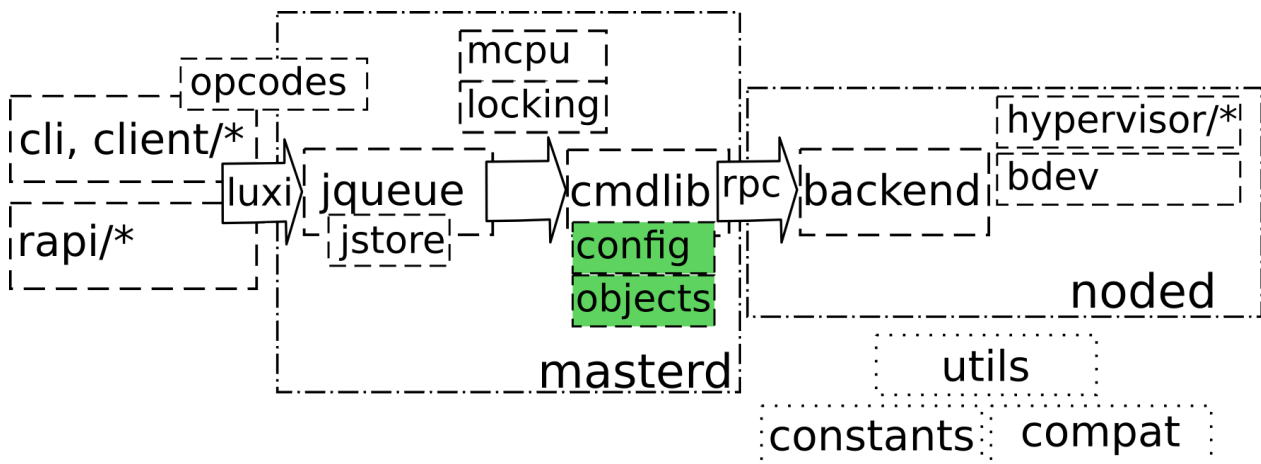 opcodes
cli, client/*
rapi/*
luxi
jqueue
jstore
mcpu
locking
cmdlib
config
objects
masterd
rpc
backend
hypervisor/*
bdev
noded
utils
constants
compat